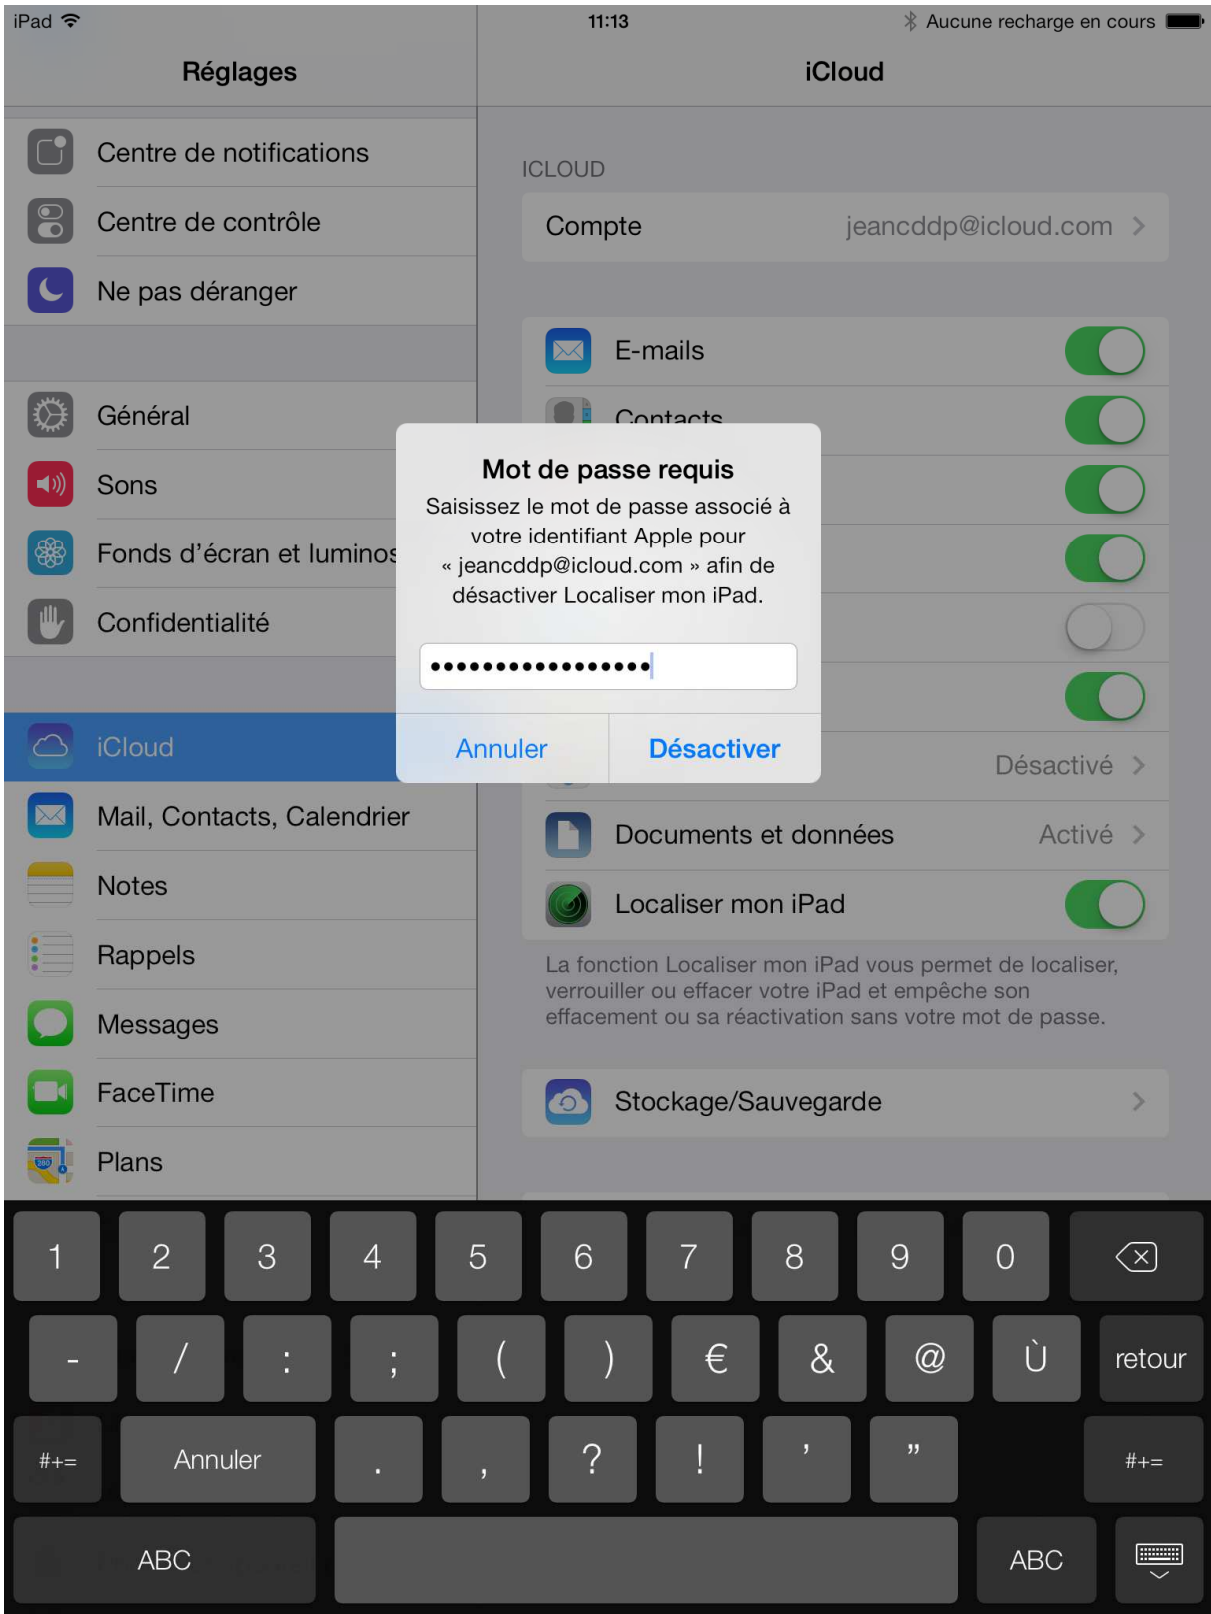 iPad
11:13
Aucune recharge en cours
Réglages
iCloud
Centre de notifications
Centre de contrôle
Ne pas déranger
Général
Sons
Fonds d’écran et luminos
Confidentialité
iCloud
Mail, Contacts, Calendrier
Notes
Rappels
Messages
FaceTime
Plans
ICLOUD
Compte jeancddp@icloud.com
E-mails
Contacts
Mot de passe requis
Saisissez le mot de passe associé à
votre identifiant Apple pour
« jeancddp@icloud.com » afin de
désactiver Localiser mon iPad.
•••••••••••••••••
Annuler Désactiver
Désactivé
Documents et données Activé
Localiser mon iPad
La fonction Localiser mon iPad vous permet de localiser,
verrouiller ou effacer votre iPad et empêche son
effacement ou sa réactivation sans votre mot de passe.
Stockage/Sauvegarde
1 2 3 4 5 6 7 8 9 0
- / : ; ( ) € & @ Ù retour
#+= Annuler . , ? ! ’ ” #+=
ABC ABC